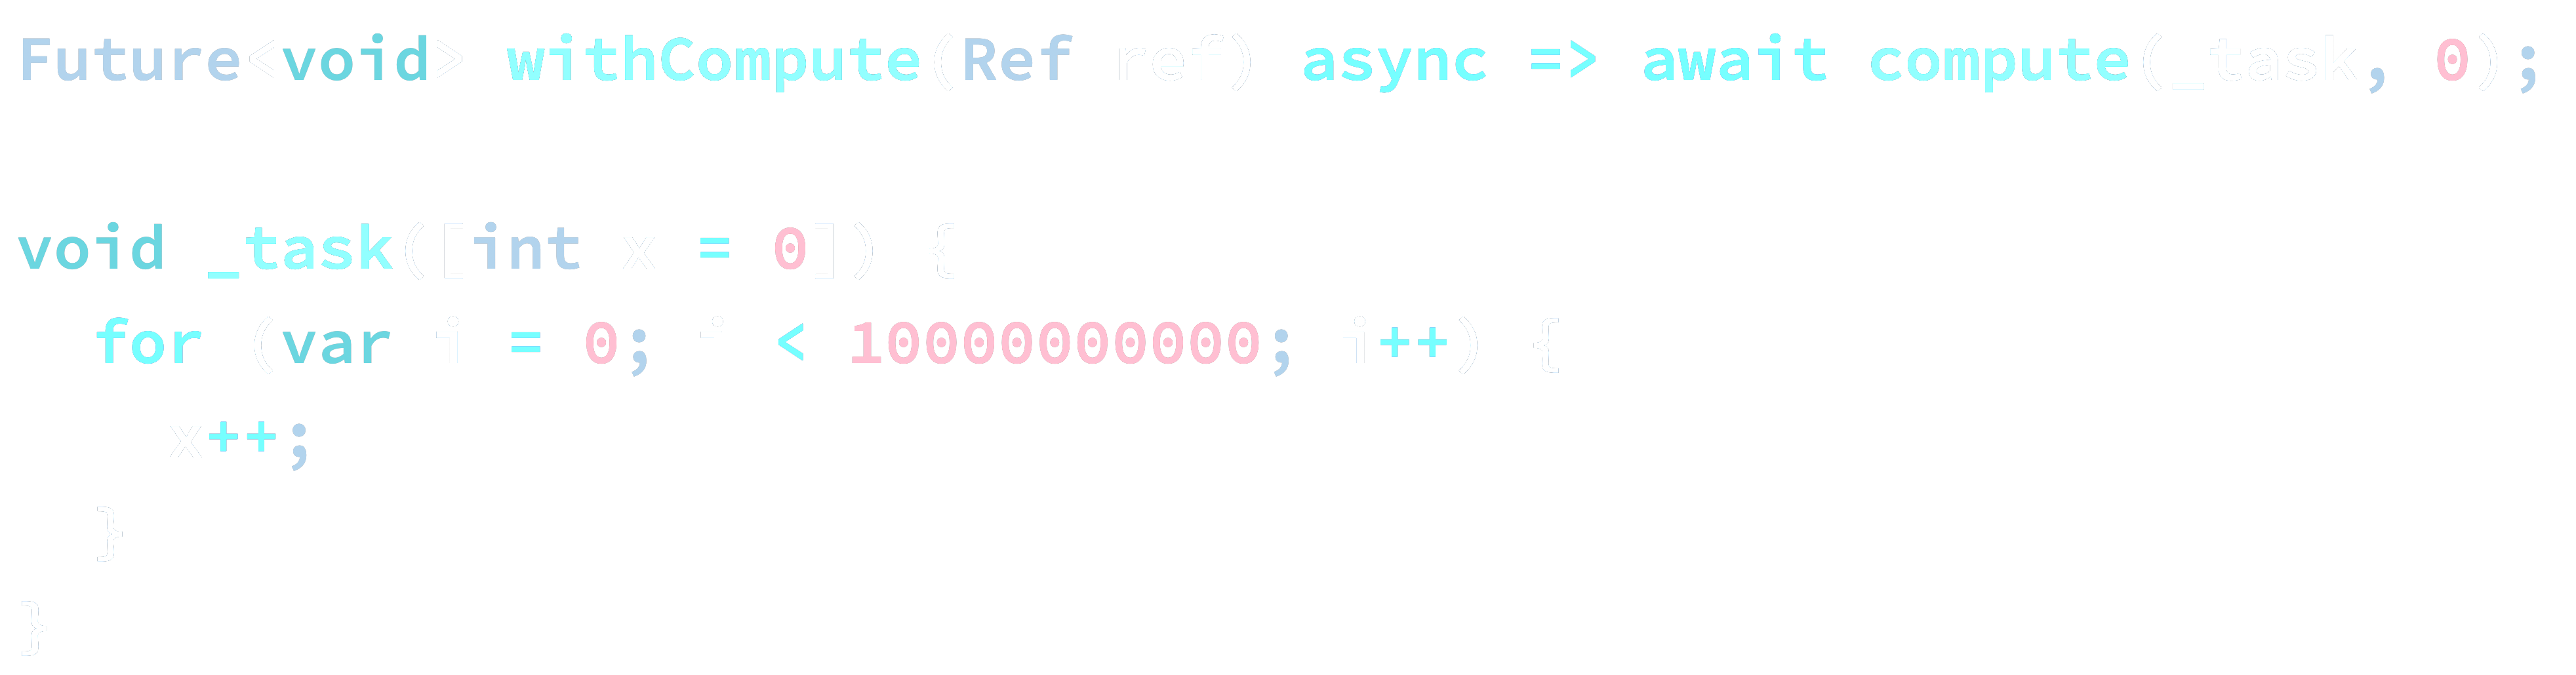 Future<void> withCompute(Ref ref) async => await compute(_task, 0);
void _task([int x = 0]) {
for (var i = 0; i < 10000000000; i++) {
x++;
}
}